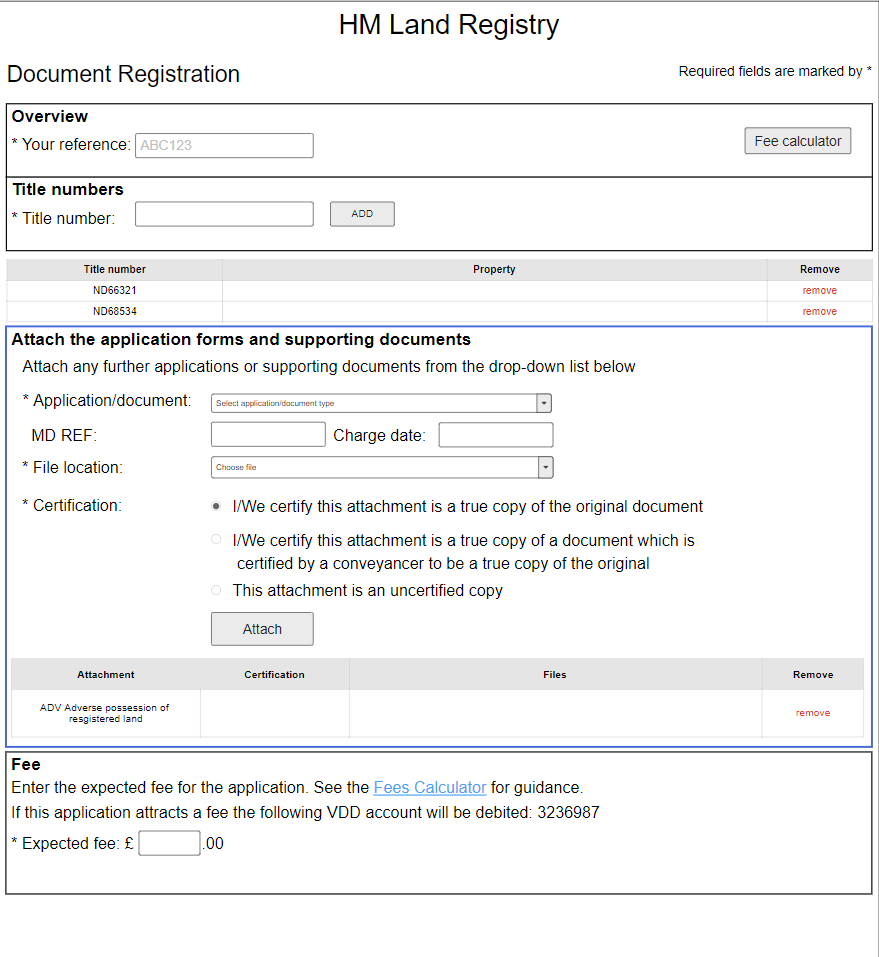 HM Land Registry
Document Registration
Required fields are marked by *
Overview
* Your reference: ABC123
Fee calculator
Title numbers
* Title number:
ADD
Title number Property Remove
ND66321 remove
ND68534 remove
Attach the application forms and supporting documents
Attach any further applications or supporting documents from the drop-down list below
* Application/document: Select application/document type
MD REF: Charge date:
* File location: Choose file
* Certification: I/We certify this attachment is a true copy of the original document
I/We certify this attachment is a true copy of a document which is
certified by a conveyancer to be a true copy of the original
This attachment is an uncertified copy
Attach
Attachment Certification Files Remove
ADV Adverse possession of
resgistered land
remove
Fee
Enter the expected fee for the application. See the Fees Calculator for guidance.
If this application attracts a fee the following VDD account will be debited: 3236987
* Expected fee: £ .00